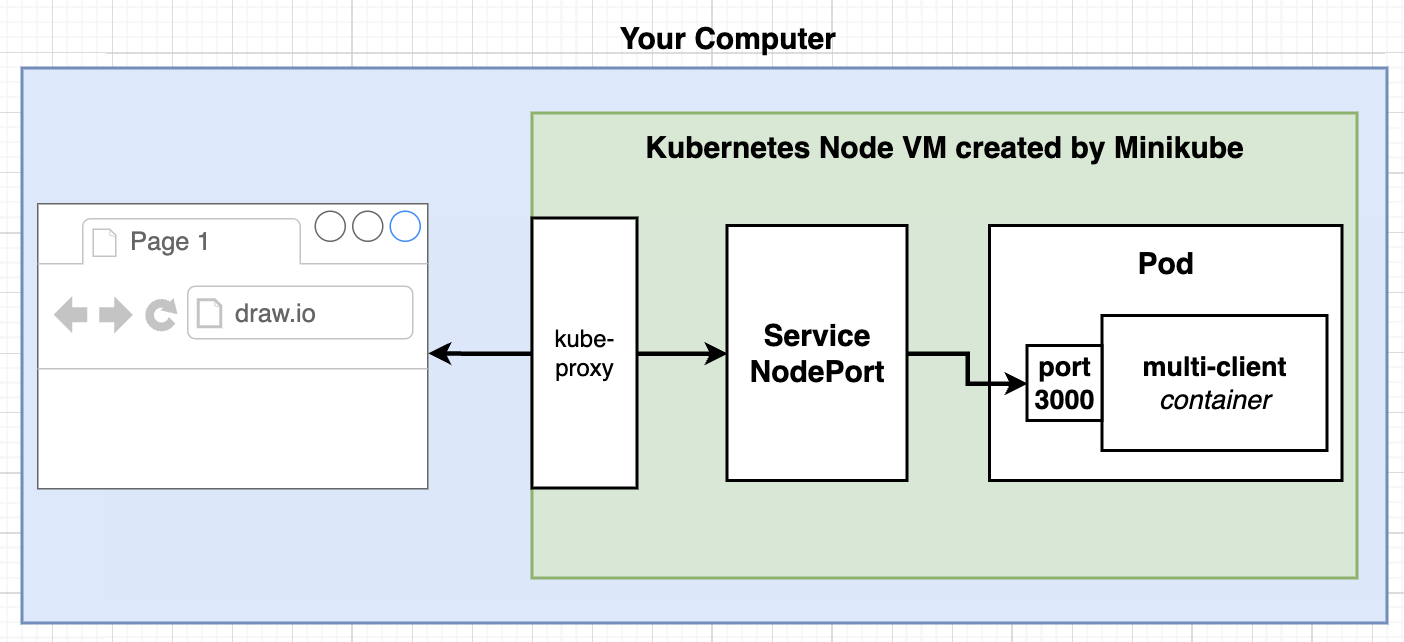 Your Computer
Kubernetes Node VM created by Minikube
Page 1
draw.io
kube-
proxy
Service
NodePort
Pod
port
3000
multi-client
container